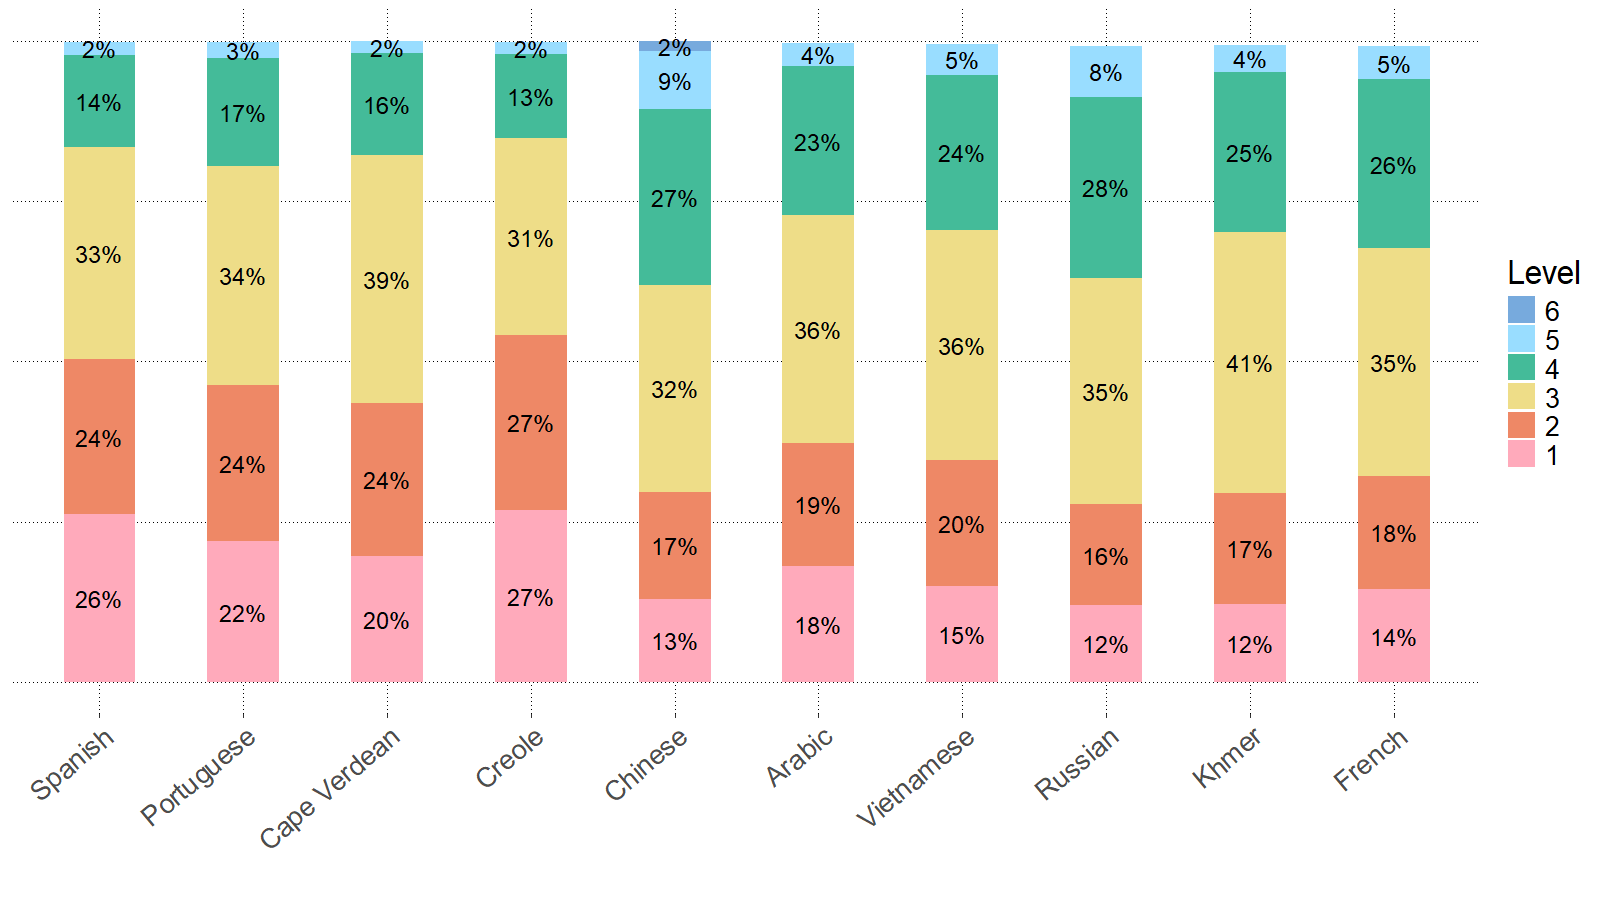 2% 3% 2% 2% 2% 4% 5% 8% 4% 5%
9%
14% 17% 16% 13% 27% 23% 24% 28% 25% 26%
33% 34% 39% 31% 32% 36% 36% 35% 41% 35%
24% 24% 24% 27% 17% 19% 20% 16% 17% 18%
26% 22% 20% 27% 13% 18% 15% 12% 12% 14%
Spanish
Portuguese
Cape Verdean
Creole
Chinese
Arabic
Vietnamese
Russian
Khmer
French
Level
6
5
4
3
2
1